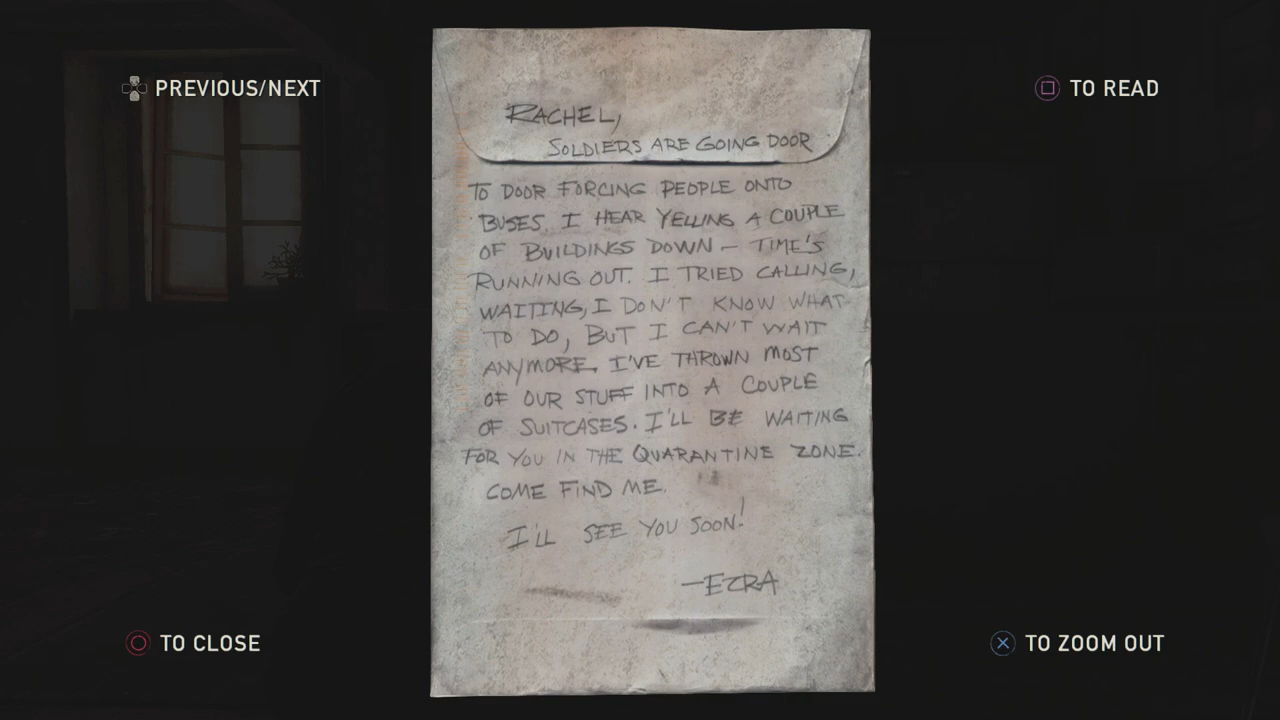 PREVIOUS/NEXT
TO READ
RACHEL,
SOLDIERS ARE GOING DOOR
TO DOOR FORCING PEOPLE ONTO
BUSES. I HEAR YELLING A COUPLE
OF BUILDINGS DOWN – TIME'S
RUNNING OUT. I TRIED CALLING,
WAITING, I DON'T KNOW WHAT
TO DO, BUT I CAN'T WAIT
ANYMORE. I'VE THROWN MOST
OF OUR STUFF INTO A COUPLE
OF SUITCASES. I'LL BE WAITING
FOR YOU IN THE QUARANTINE ZONE.
COME FIND ME.
I'LL SEE YOU SOON!
—EZRA
TO CLOSE
TO ZOOM OUT